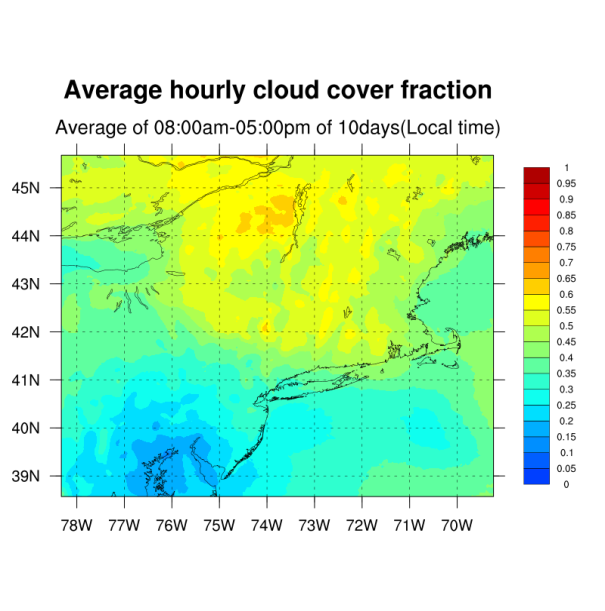 Average hourly cloud cover fraction
Average of 08:00am-05:00pm of 10days(Local time)
45N
44N
43N
42N
41N
40N
39N
78W 77W 76W 75W 74W 73W 72W 71W 70W
1
0.95
0.9
0.85
0.8
0.75
0.7
0.65
0.6
0.55
0.5
0.45
0.4
0.35
0.3
0.25
0.2
0.15
0.1
0.05
0